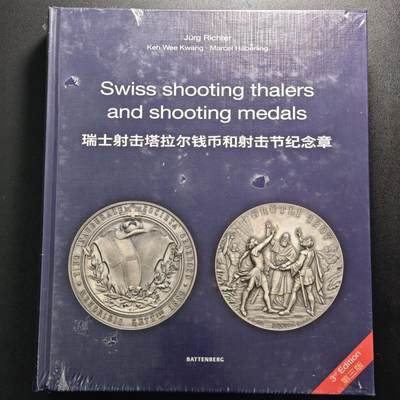 Jürg Richter
Keh Wee Kwang · Marcel Häberling
Swiss shooting thalers
and shooting medals
瑞士射击塔拉尔钱币和射击节纪念章
BATTENBERG
3rd Edition
第三版